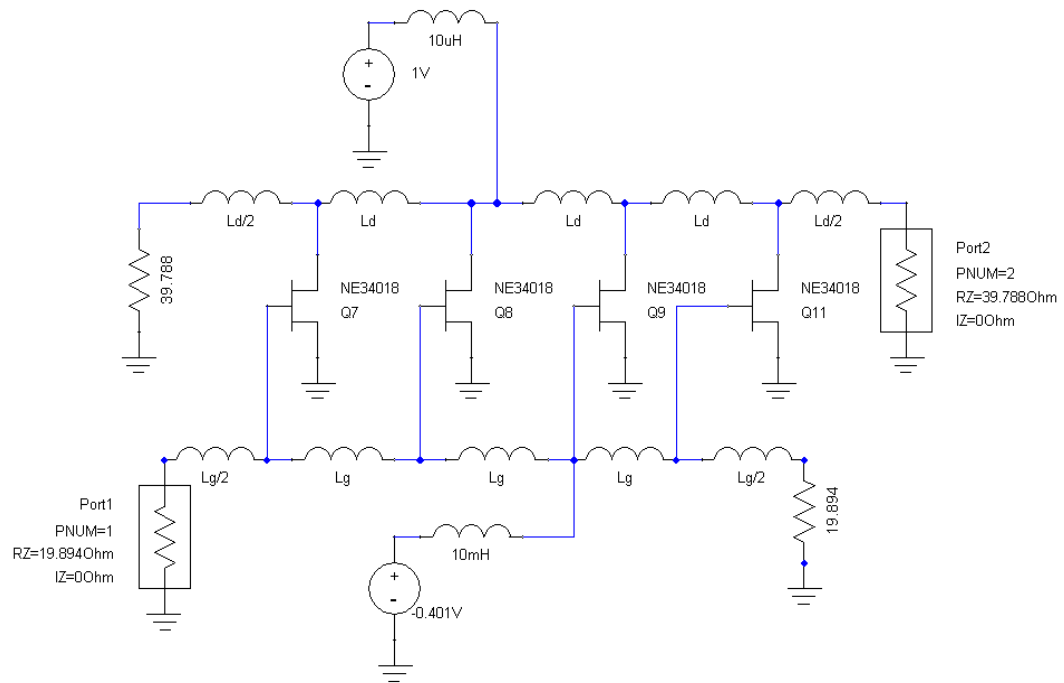 10uH
1V
+
-
Ld/2
Ld
Ld
Ld
Ld/2
39.788
NE34018
Q7
NE34018
Q8
NE34018
Q9
NE34018
Q11
Port2
PNUM=2
RZ=39.788Ohm
IZ=0Ohm
Lg/2
Lg
Lg
Lg
Lg/2
Port1
PNUM=1
RZ=19.894Ohm
IZ=0Ohm
10mH
+
-
-0.401V
19.894